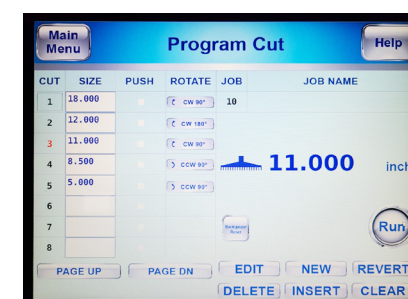 Main Menu Program Cut Help
CUT SIZE PUSH ROTATE JOB JOB NAME
1 18.000 CW 90° 10
2 12.000 CW 180°
3 11.000 CW 90°
4 8.500 CCW 90° 11.000 inch
5 5.000 CCW 90°
6
7 Run
8
PAGE UP PAGE DN EDIT NEW REVERT
DELETE INSERT CLEAR